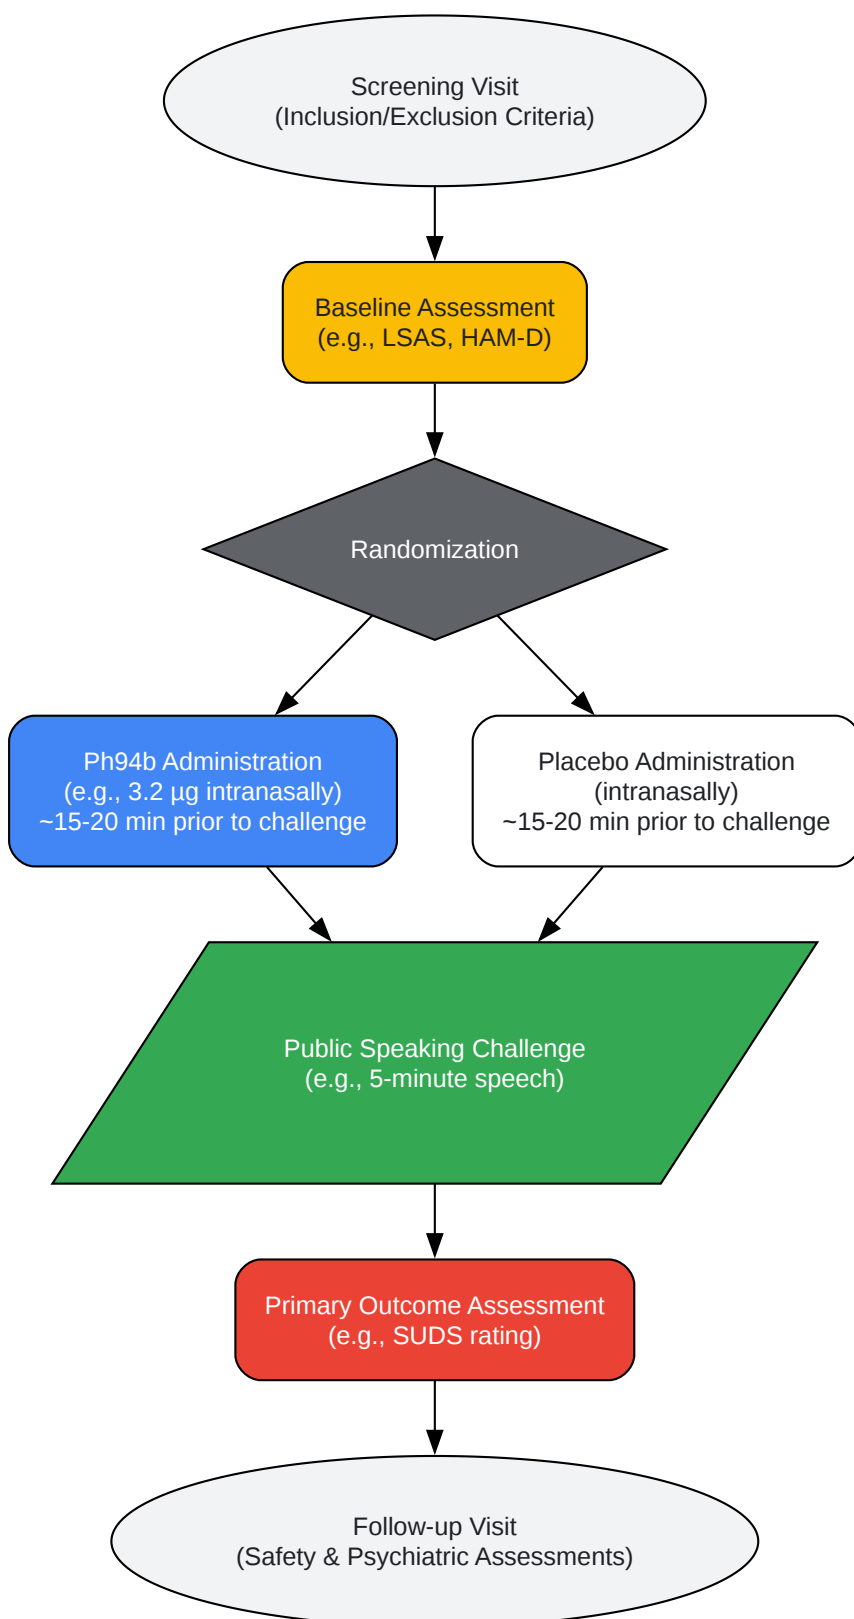 Screening Visit
(Inclusion/Exclusion Criteria)
Baseline Assessment
(e.g., LSAS, HAM-D)
Randomization
Ph94b Administration
(e.g., 3.2 µg intranasally)
~15-20 min prior to challenge
Placebo Administration
(intranasally)
~15-20 min prior to challenge
Public Speaking Challenge
(e.g., 5-minute speech)
Primary Outcome Assessment
(e.g., SUDS rating)
Follow-up Visit
(Safety & Psychiatric Assessments)